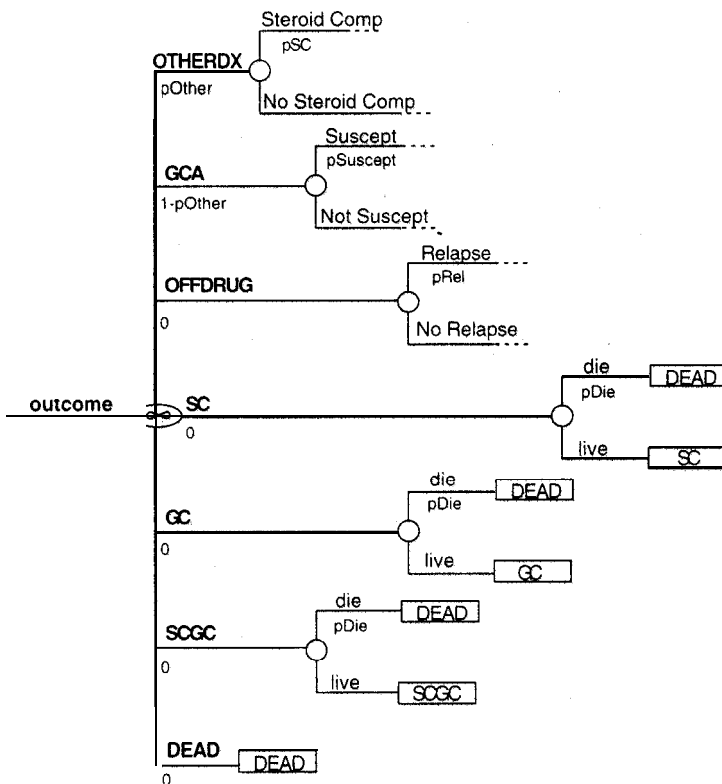 Steroid Comp
pSC
OTHERDX
pOther
No Steroid Comp
Suscept
pSuscept
GCA
1-pOther
Not Suscept
Relapse
pRel
OFFDRUG
0
No Relapse
die
DEAD
pDie
outcome
SC
0
live
SC
die
DEAD
pDie
GC
0
live
GC
die
DEAD
pDie
SCGC
0
live
SCGC
DEAD
DEAD
0